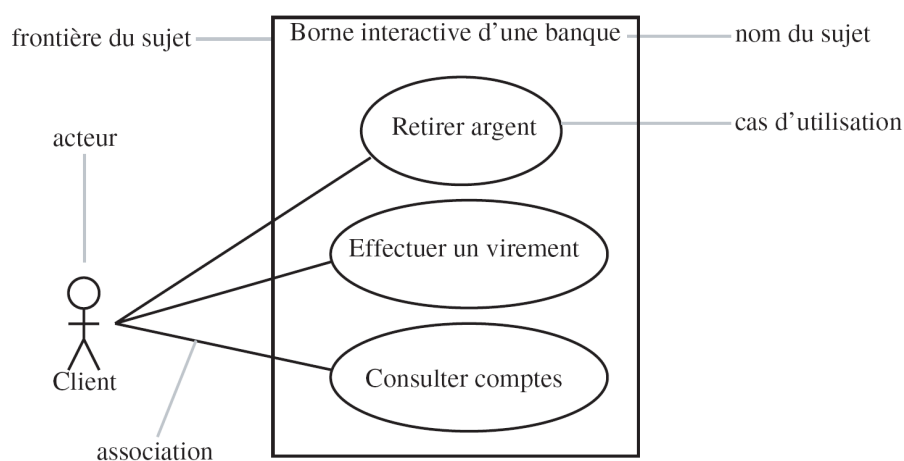 frontière du sujet
Borne interactive d'une banque
nom du sujet
Retirer argent
cas d'utilisation
acteur
Effectuer un virement
Consulter comptes
Client
association